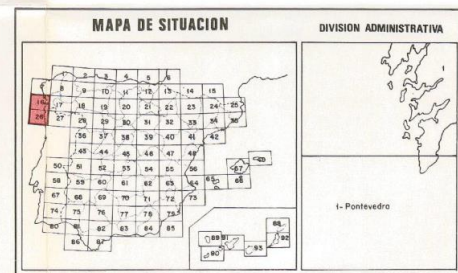 MAPA DE SITUACION
DIVISION ADMINISTRATIVA
2 3 4 5 6
8 9 10 11 12 13 14 15
16 17 18 19 20 21 22 23 24 25
26 27 28 29 30 31 32 33 34 35
36 37 38 39 40 41 42
43 44 45 46 47 48
49
50 51 52 53 54 55 56
67
58 59 60 61 62 63 64 65 66
67 68 69 70 71 72 73
74 75 76 77 78 79
80 81 82 83 84 85
86 87
88
89 91 92
90 93
1
1- Pontevedra